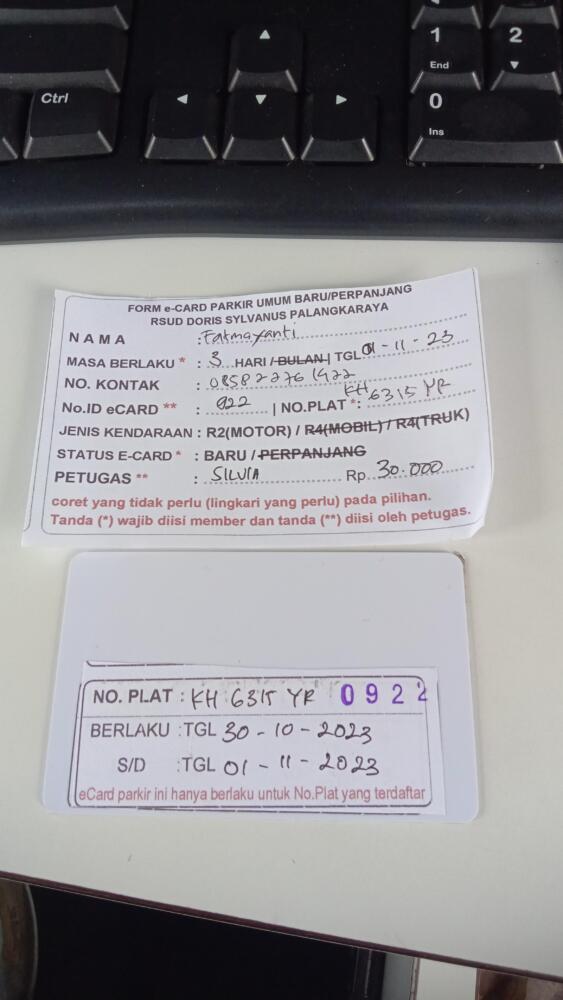 1 2
End
Ctrl
0
Ins
FORM e-CARD PARKIR UMUM BARU/PERPANJANG
RSUD DORIS SYLVANUS PALANGKARAYA
NAMA : Fatmayanti
MASA BERLAKU * : 3 HARI / BULAN | TGL 01-11-23
NO. KONTAK : 085822761422
No.ID eCARD ** : 922 | NO.PLAT *: KH 6315 YR
JENIS KENDARAAN : R2(MOTOR) / R4(MOBIL) / R4(TRUK)
STATUS E-CARD * : BARU / PERPANJANG
PETUGAS ** : SILVIA Rp. 30.000
coret yang tidak perlu (lingkari yang perlu) pada pilihan.
Tanda (*) wajib diisi member dan tanda (**) diisi oleh petugas.
NO. PLAT : KH 6315 YR 0922
BERLAKU :TGL 30-10-2023
S/D :TGL 01-11-2023
eCard parkir ini hanya berlaku untuk No.Plat yang terdaftar